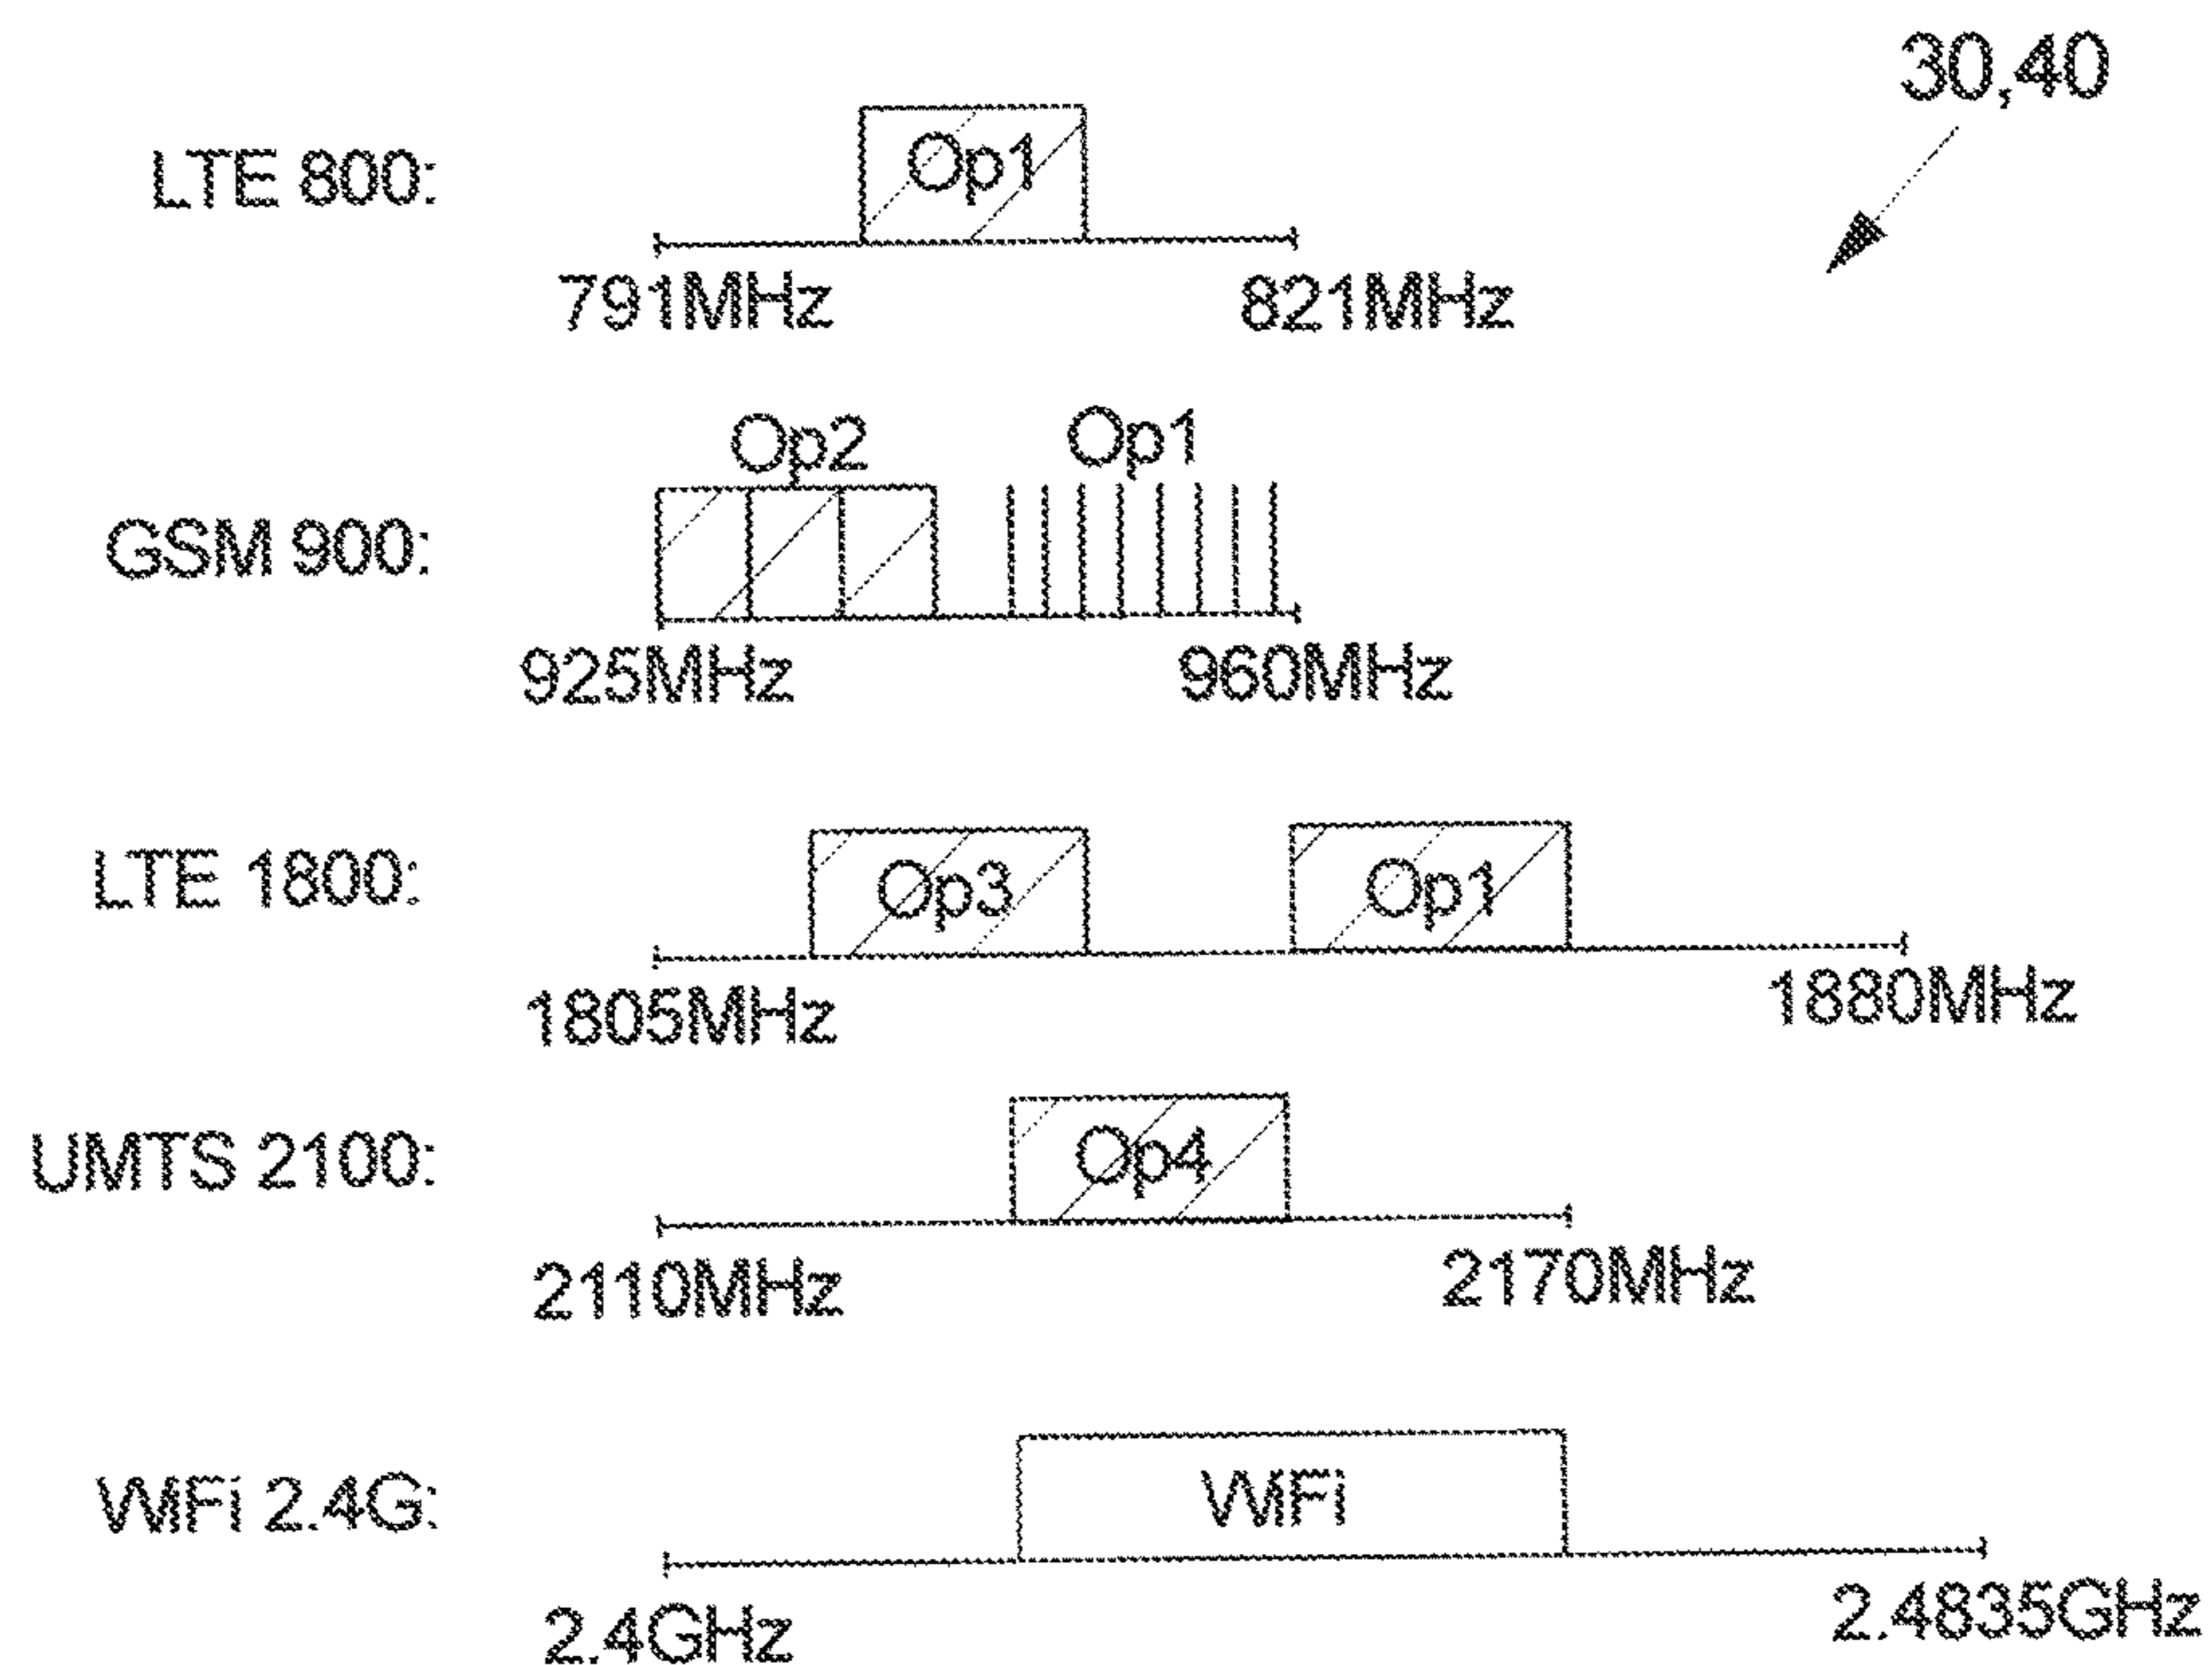 30,40
LTE 800:
Op1
791MHz
821MHz
Op2
Op1
GSM 900:
925MHz
960MHz
LTE 1800:
Op3
Op1
1805MHz
1880MHz
UMTS 2100:
Op4
2110MHz
2170MHz
WiFi 2.4G:
WiFi
2.4GHz
2.4835GHz